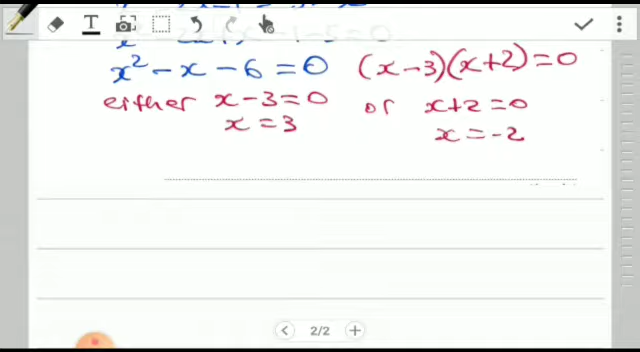 T
x² - x - 6 = 0 (x-3)(x+2) = 0
either x - 3 = 0 or x+2 = 0
x = 3 x = -2
< 2/2 +